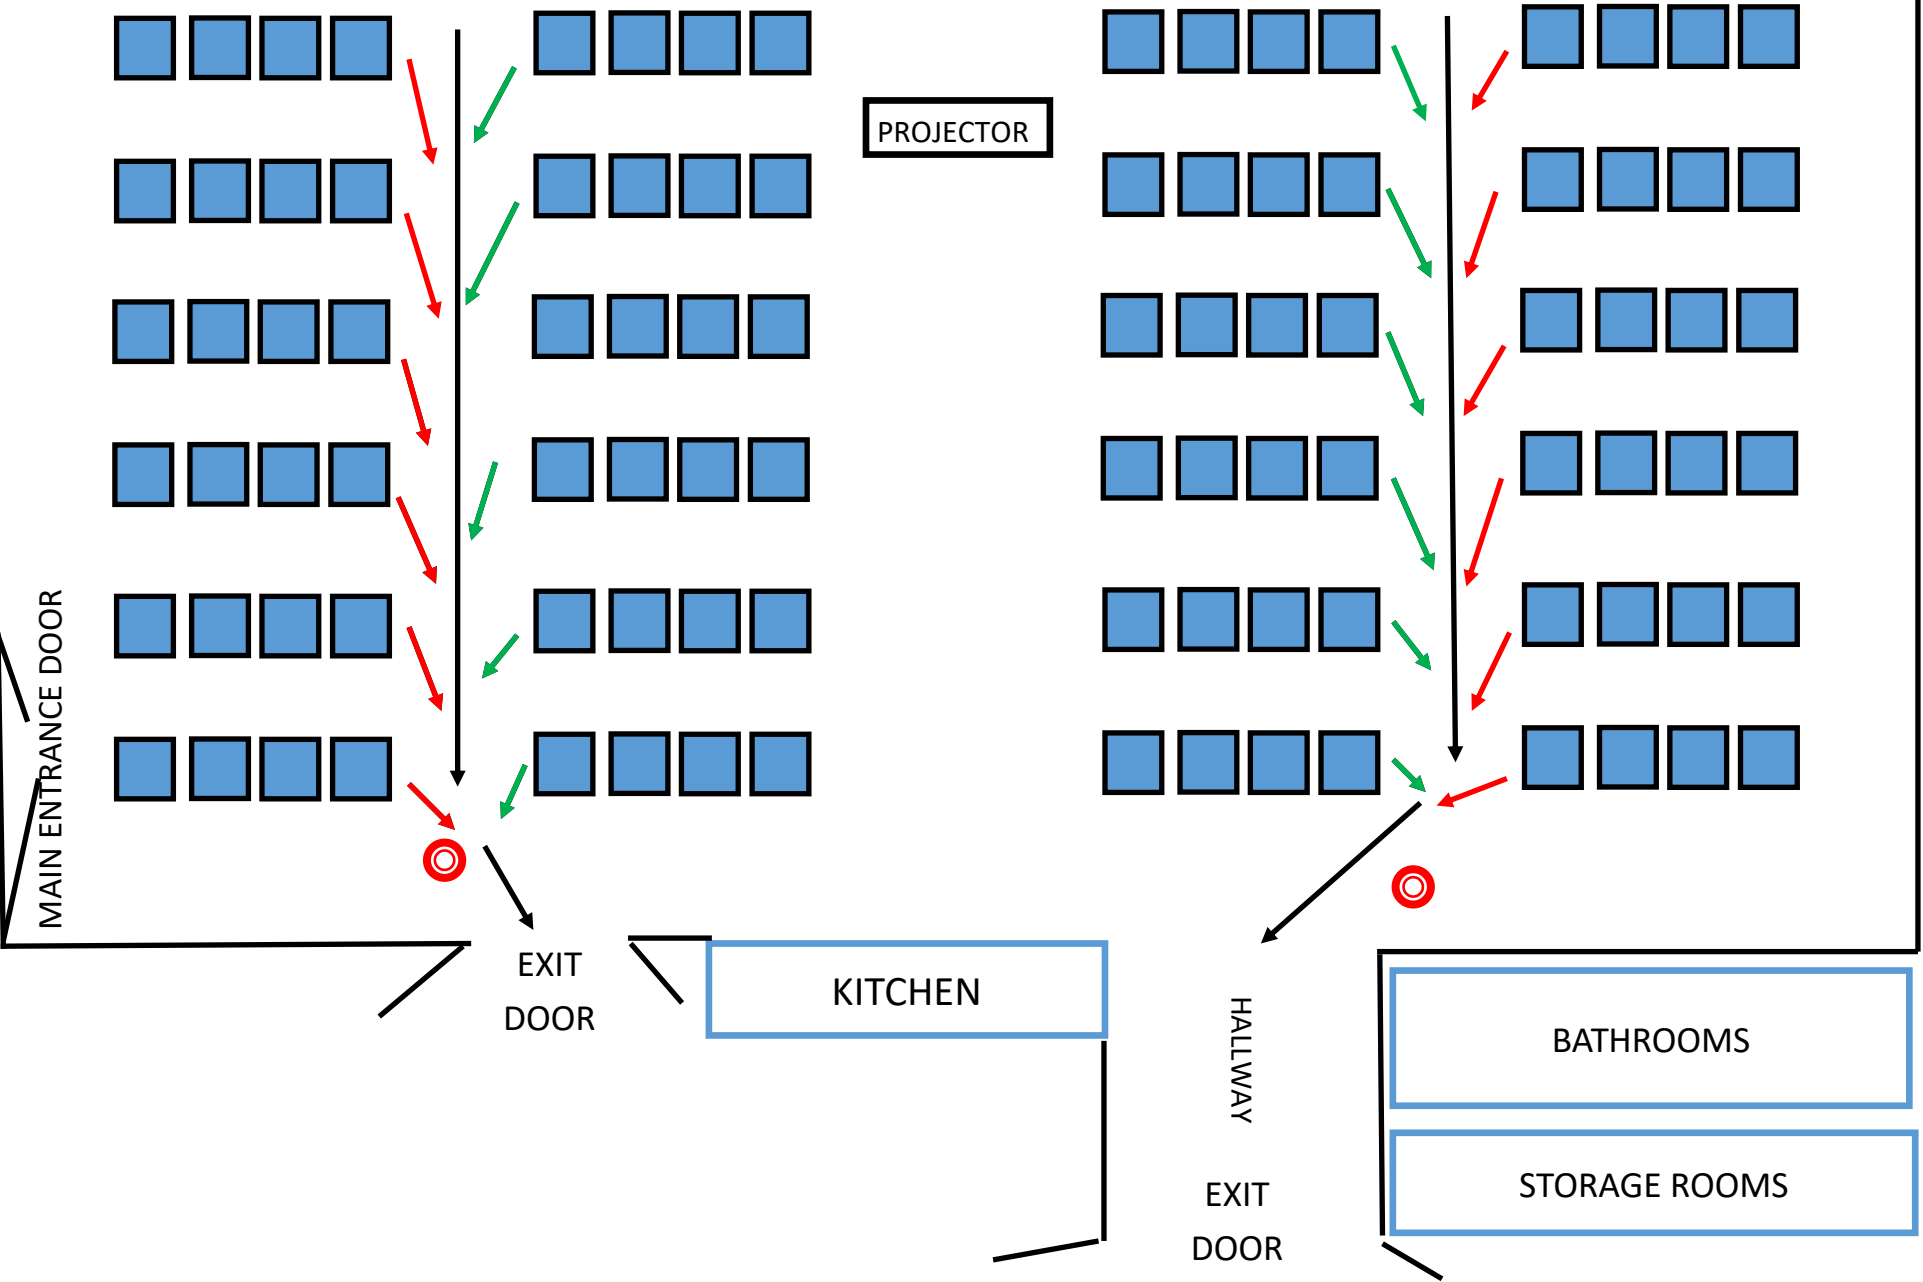 PROJECTOR
MAIN ENTRANCE DOOR
EXIT
DOOR
KITCHEN
HALLWAY
BATHROOMS
STORAGE ROOMS
EXIT
DOOR